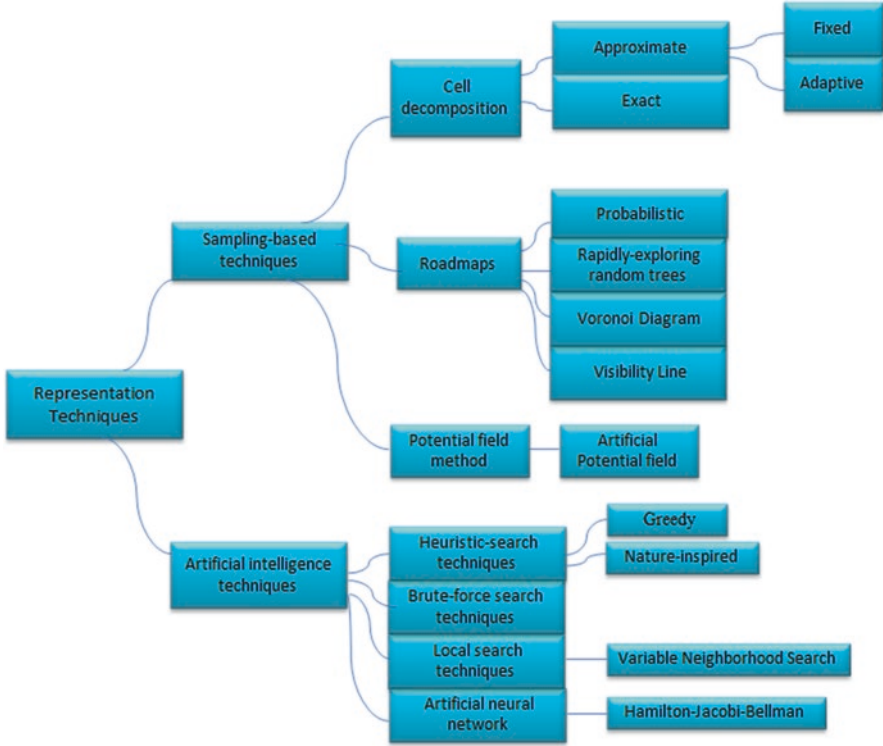 Fixed
Approximate
Adaptive
Cell
decomposition
Exact
Probabilistic
Sampling-based
techniques
Roadmaps
Rapidly-exploring
random trees
Voronoi Diagram
Visibility Line
Representation
Techniques
Potential field
method
Artificial
Potential field
Greedy
Heuristic-search
techniques
Nature-inspired
Artificial intelligence
techniques
Brute-force search
techniques
Local search
techniques
Variable Neighborhood Search
Artificial neural
network
Hamilton-Jacobi-Bellman